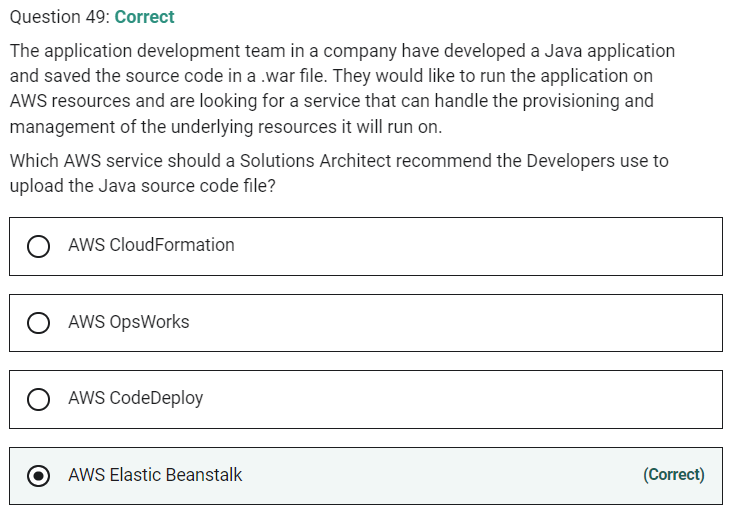 Question 49: Correct
The application development team in a company have developed a Java application
and saved the source code in a .war file. They would like to run the application on
AWS resources and are looking for a service that can handle the provisioning and
management of the underlying resources it will run on.
Which AWS service should a Solutions Architect recommend the Developers use to
upload the Java source code file?
AWS CloudFormation
AWS OpsWorks
AWS CodeDeploy
AWS Elastic Beanstalk (Correct)